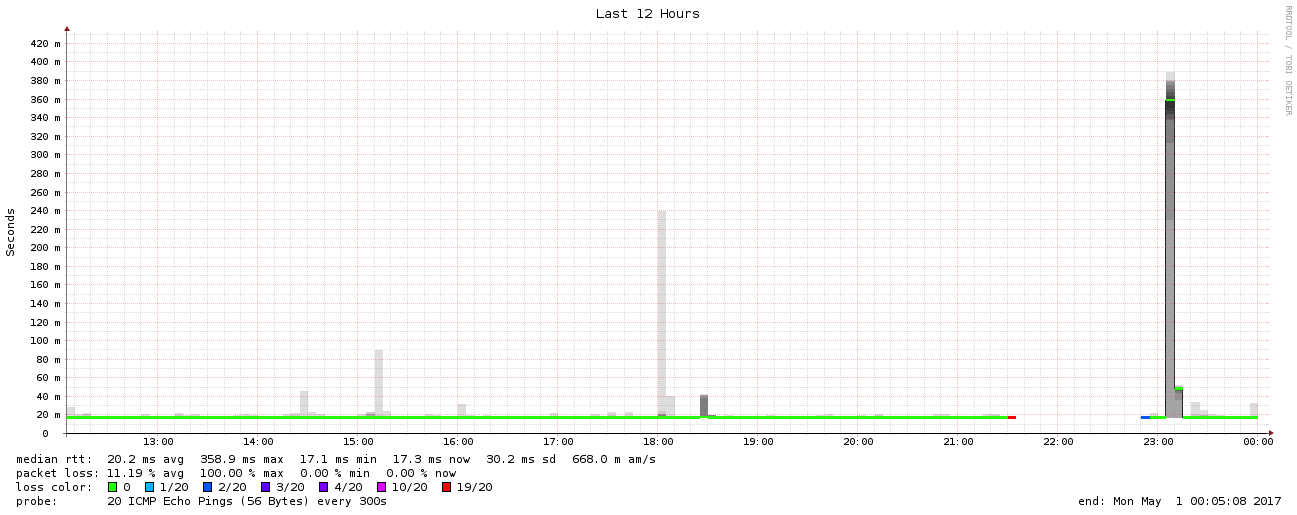 Last 12 Hours
RRDTOOL / TOBI OETIKER
Seconds
420 m
400 m
380 m
360 m
340 m
320 m
300 m
280 m
260 m
240 m
220 m
200 m
180 m
160 m
140 m
120 m
100 m
80 m
60 m
40 m
20 m
0
13:00 14:00 15:00 16:00 17:00 18:00 19:00 20:00 21:00 22:00 23:00 00:00
median rtt: 20.2 ms avg 358.9 ms max 17.1 ms min 17.3 ms now 30.2 ms sd 668.0 m am/s
packet loss: 11.19 % avg 100.00 % max 0.00 % min 0.00 % now
loss color: 0 1/20 2/20 3/20 4/20 10/20 19/20
probe: 20 ICMP Echo Pings (56 Bytes) every 300s end: Mon May 1 00:05:08 2017